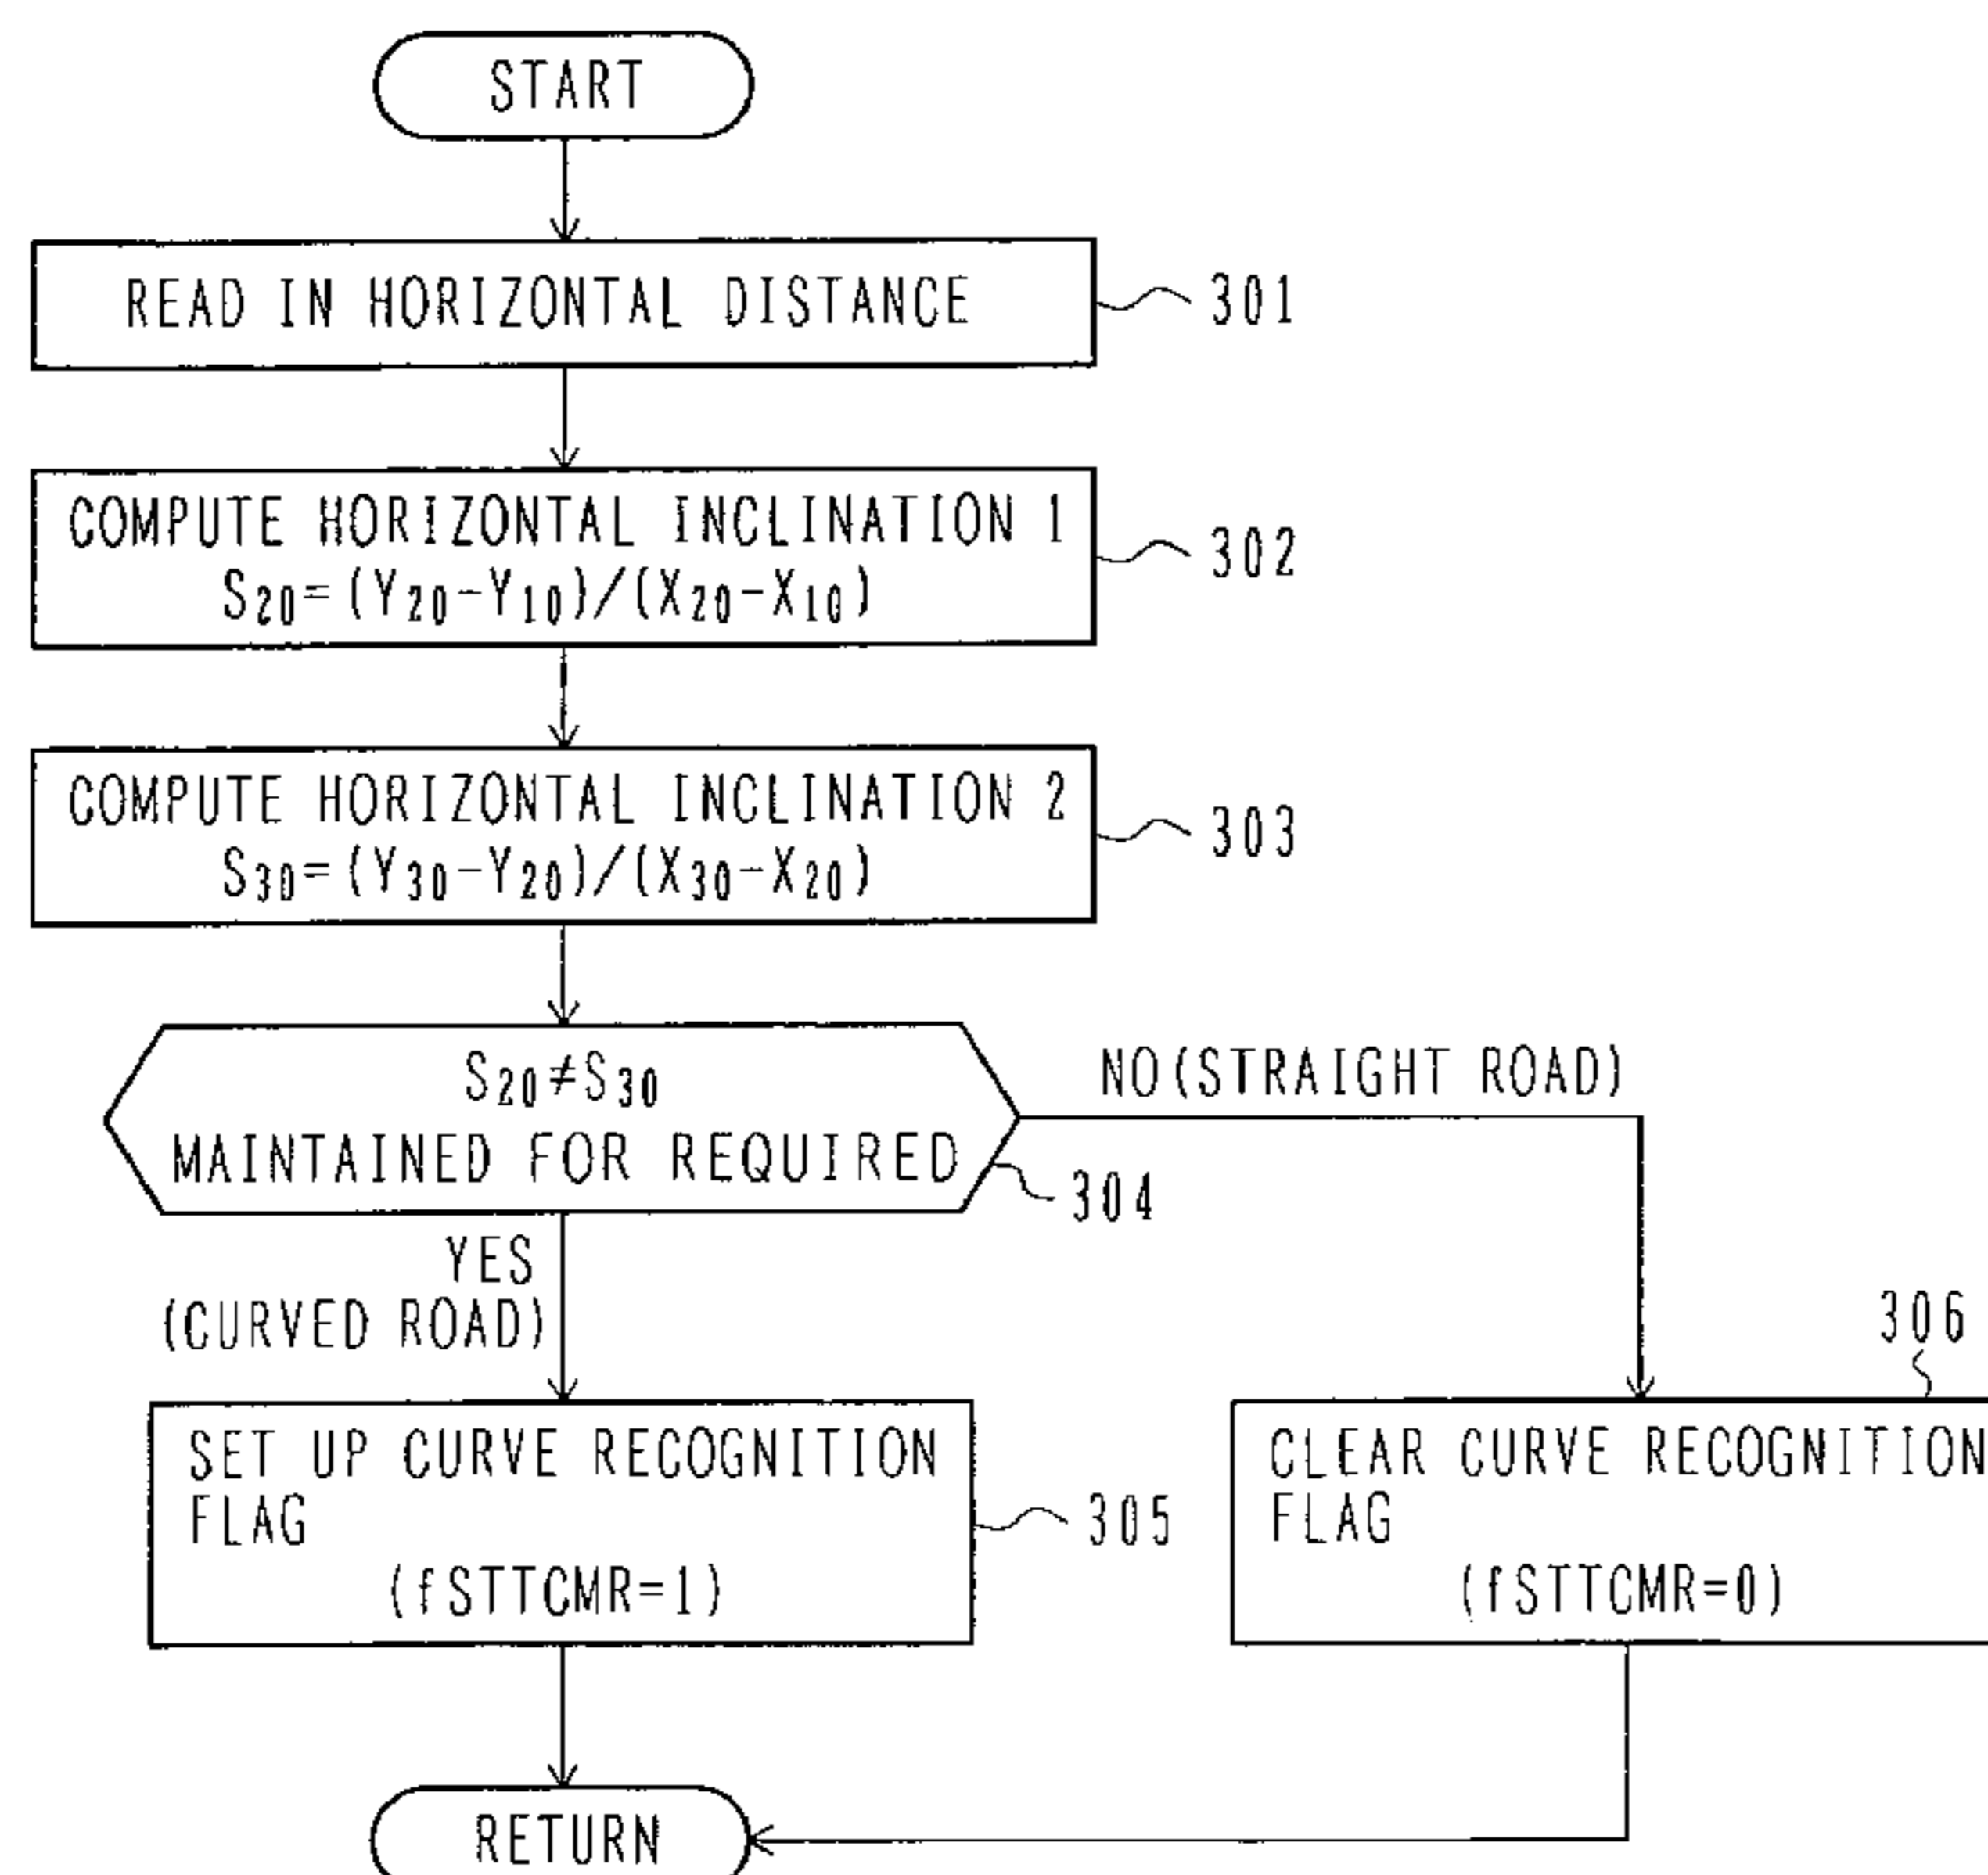 START
READ IN HORIZONTAL DISTANCE
301
COMPUTE HORIZONTAL INCLINATION 1
S20=(Y20-Y10)/(X20-X10)
302
COMPUTE HORIZONTAL INCLINATION 2
S30=(Y30-Y20)/(X30-X20)
303
S20≠S30
MAINTAINED FOR REQUIRED
304
NO(STRAIGHT ROAD)
YES
(CURVED ROAD)
306
SET UP CURVE RECOGNITION
FLAG
(fSTTCMR=1)
305
CLEAR CURVE RECOGNITION
FLAG
(fSTTCMR=0)
RETURN